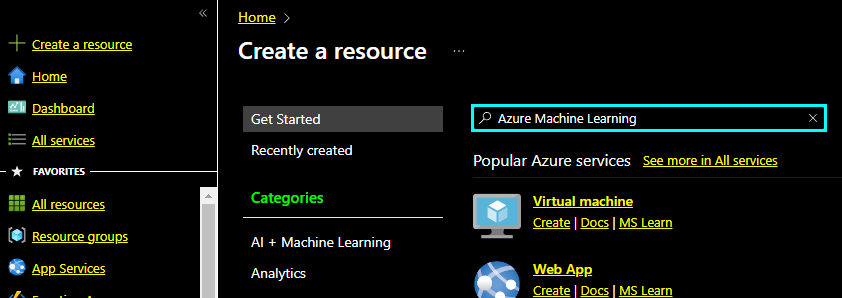 Create a resource
Home
Dashboard
All services
FAVORITES
All resources
Resource groups
App Services
Home
Create a resource
Get Started
Recently created
Categories
AI + Machine Learning
Analytics
Azure Machine Learning
Popular Azure services See more in All services
Virtual machine
Create | Docs | MS Learn
Web App
Create | Docs | MS Learn